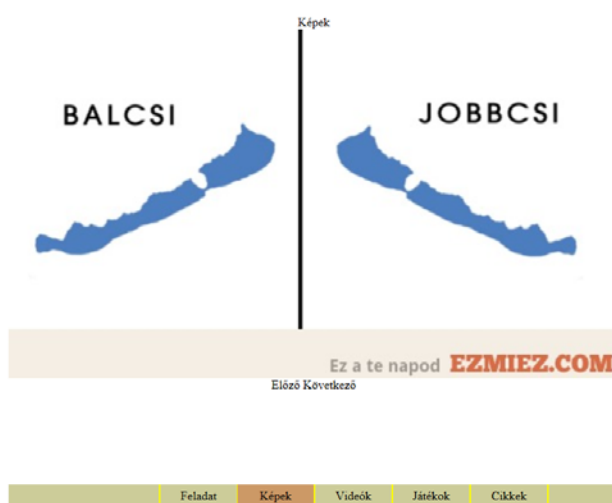 Képek
BALCSI
JOBBCSI
Ez a te napod EZMIEZ.COM
Előző Következő
Feladat Képek Videók Játékok Cikkek